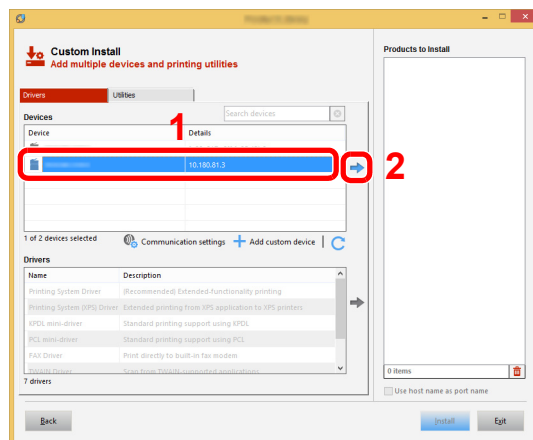 Custom Install
Add multiple devices and printing utilities
Products to Install
Drivers
Utilities
1
Devices
Search devices
Device
Details
10.180.81.3
2
1 of 2 devices selected
Communication settings
Add custom device
Drivers
Name
Description
Printing System Driver
(Recommended) Extended-functionality printing
Printing System (XPS) Driver
Extended printing from XPS application to XPS printers
KPDL mini-driver
Standard printing support using KPDL
PCL mini-driver
Standard printing support using PCL
FAX Driver
Print directly to built-in fax modem
TWAIN Driver
Scan from TWAIN-supported applications
7 drivers
0 items
Use host name as port name
Back
Install
Exit